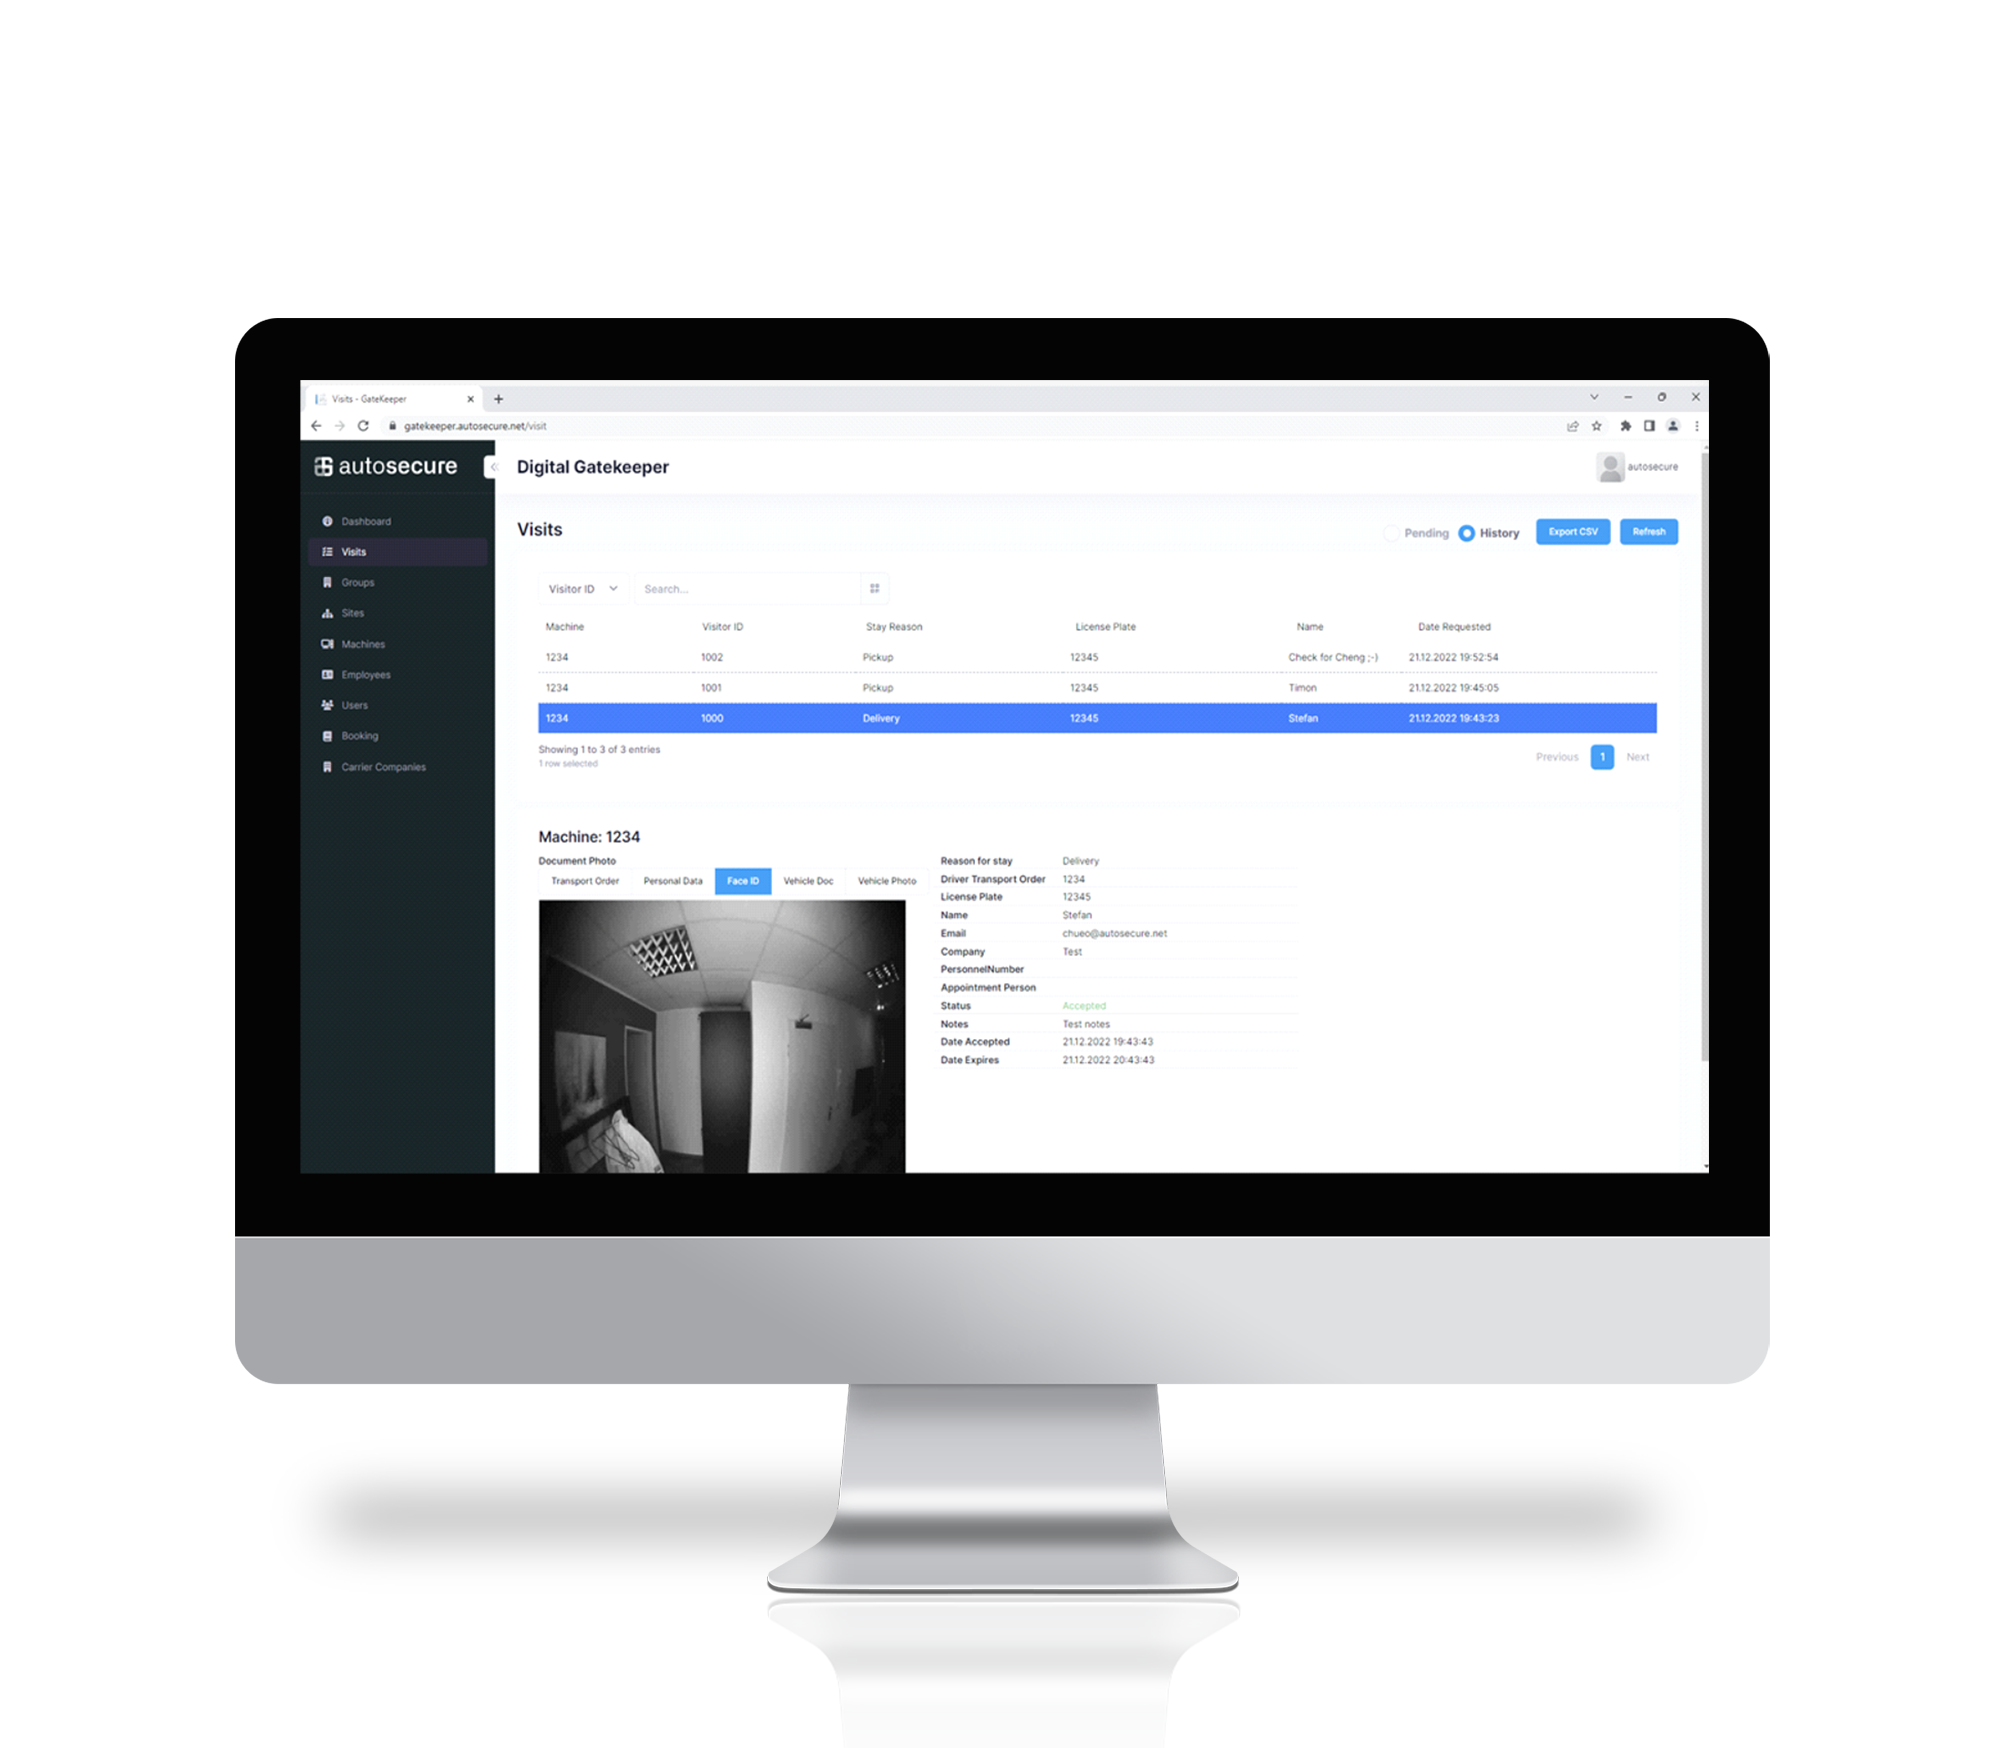 Visits - GateKeeper
gatekeeper.autosecure.net/visit
autosecure
Digital Gatekeeper
autosecure
Dashboard
Visits
Groups
Sites
Machines
Employees
Users
Booking
Carrier Companies
Visits
Pending History Export CSV Refresh
Visitor ID Search...
Machine Visitor ID Stay Reason License Plate Name Date Requested
1234 1002 Pickup 12345 Check for Cheng ;-) 21.12.2022 19:52:54
1234 1001 Pickup 12345 Timon 21.12.2022 19:45:05
1234 1000 Delivery 12345 Stefan 21.12.2022 19:43:23
Showing 1 to 3 of 3 entries
1 row selected
Previous 1 Next
Machine: 1234
Document Photo
Transport Order Personal Data Face ID Vehicle Doc Vehicle Photo
Reason for stay Delivery
Driver Transport Order 1234
License Plate 12345
Name Stefan
Email chueo@autosecure.net
Company Test
PersonnelNumber
Appointment Person
Status Accepted
Notes Test notes
Date Accepted 21.12.2022 19:43:43
Date Expires 21.12.2022 20:43:43